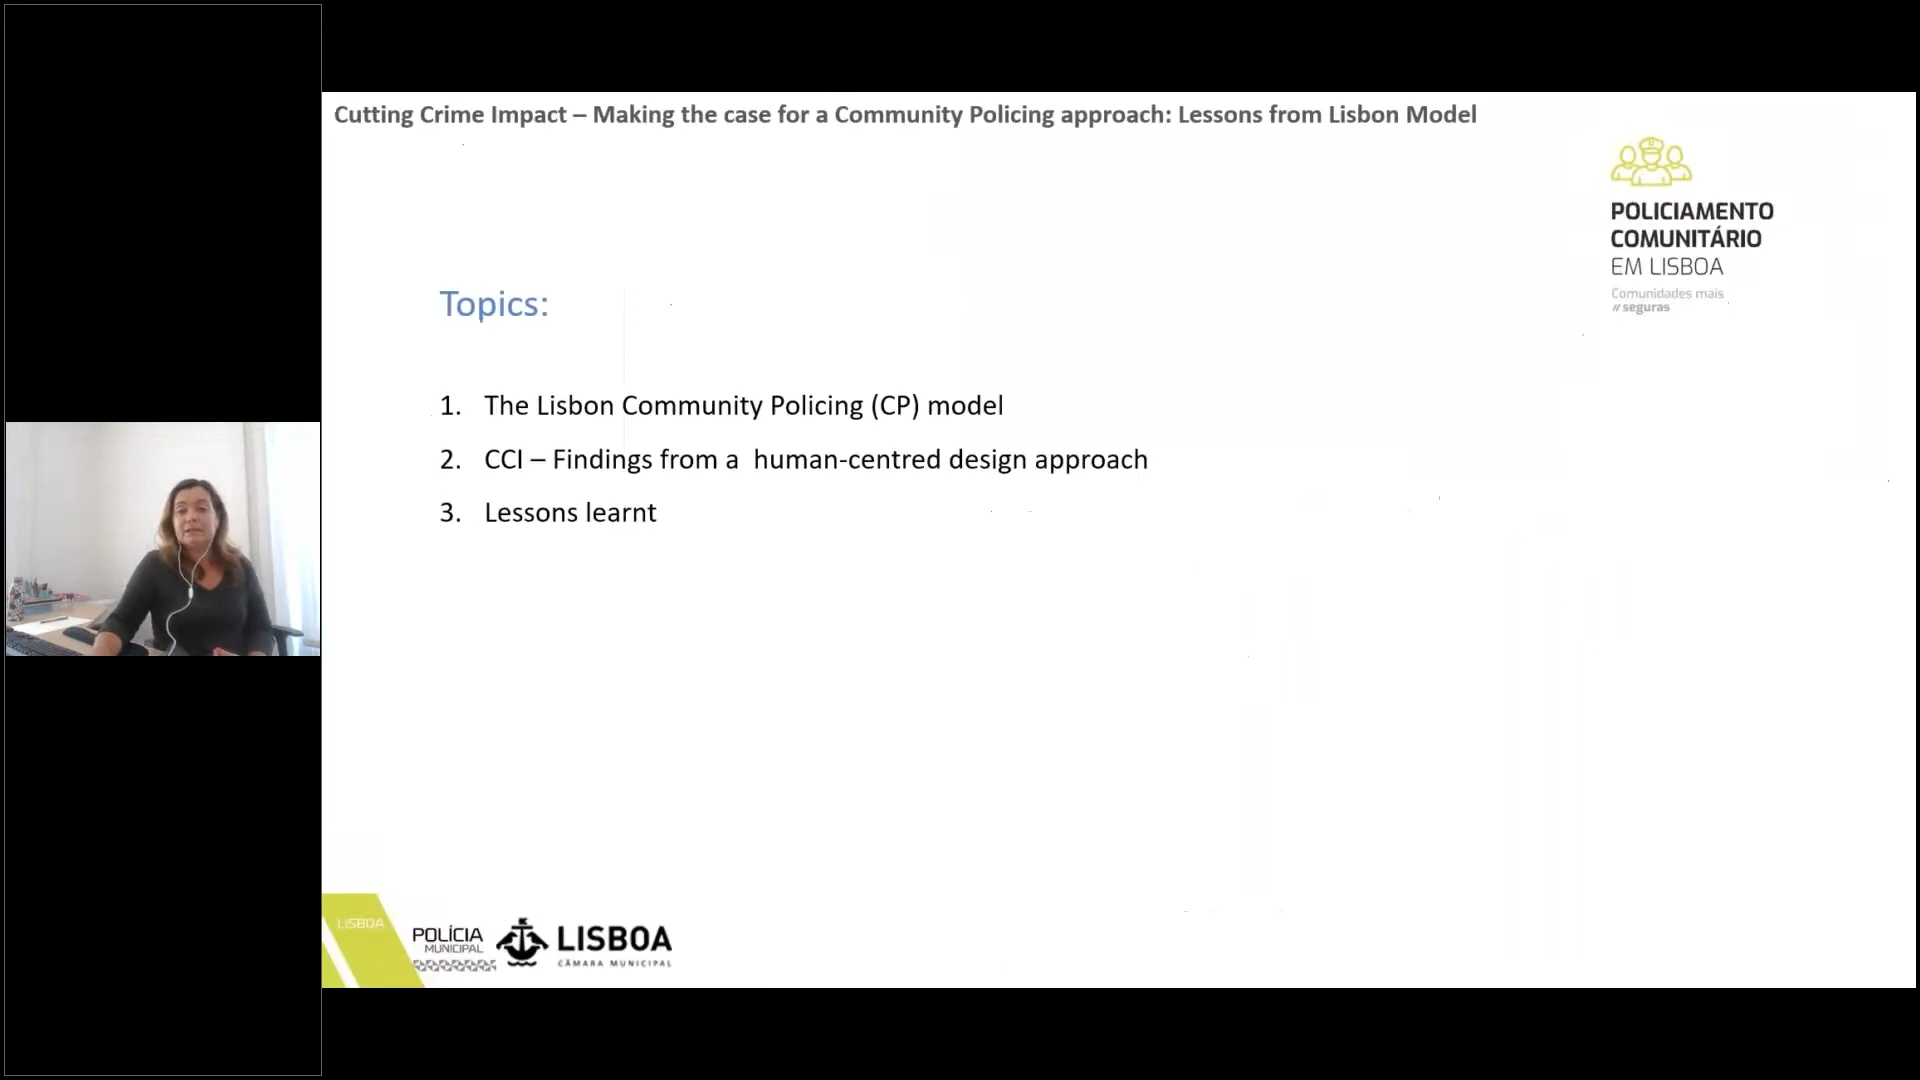 Cutting Crime Impact – Making the case for a Community Policing approach: Lessons from Lisbon Model
POLICIAMENTO
COMUNITÁRIO
EM LISBOA
Comunidades mais
// seguras
Topics:
1. The Lisbon Community Policing (CP) model
2. CCI – Findings from a human-centred design approach
3. Lessons learnt
LISBOA
POLÍCIA
MUNICIPAL
LISBOA
CÂMARA MUNICIPAL